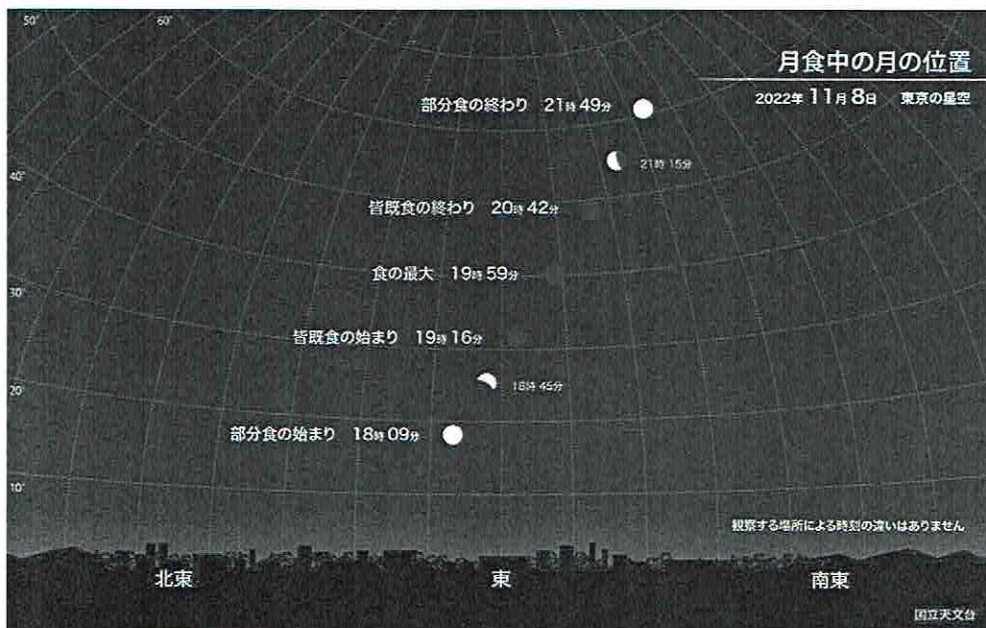 50°
60°
月食中の月の位置
2022年 11月 8日 東京の星空
部分食の終わり 21時 49分
21時 15分
40°
皆既食の終わり 20時 42分
食の最大 19時 59分
30°
皆既食の始まり 19時 16分
20°
18時 45分
部分食の始まり 18時 09分
10°
観察する場所による時刻の違いはありません
北東 東 南東
国立天文台